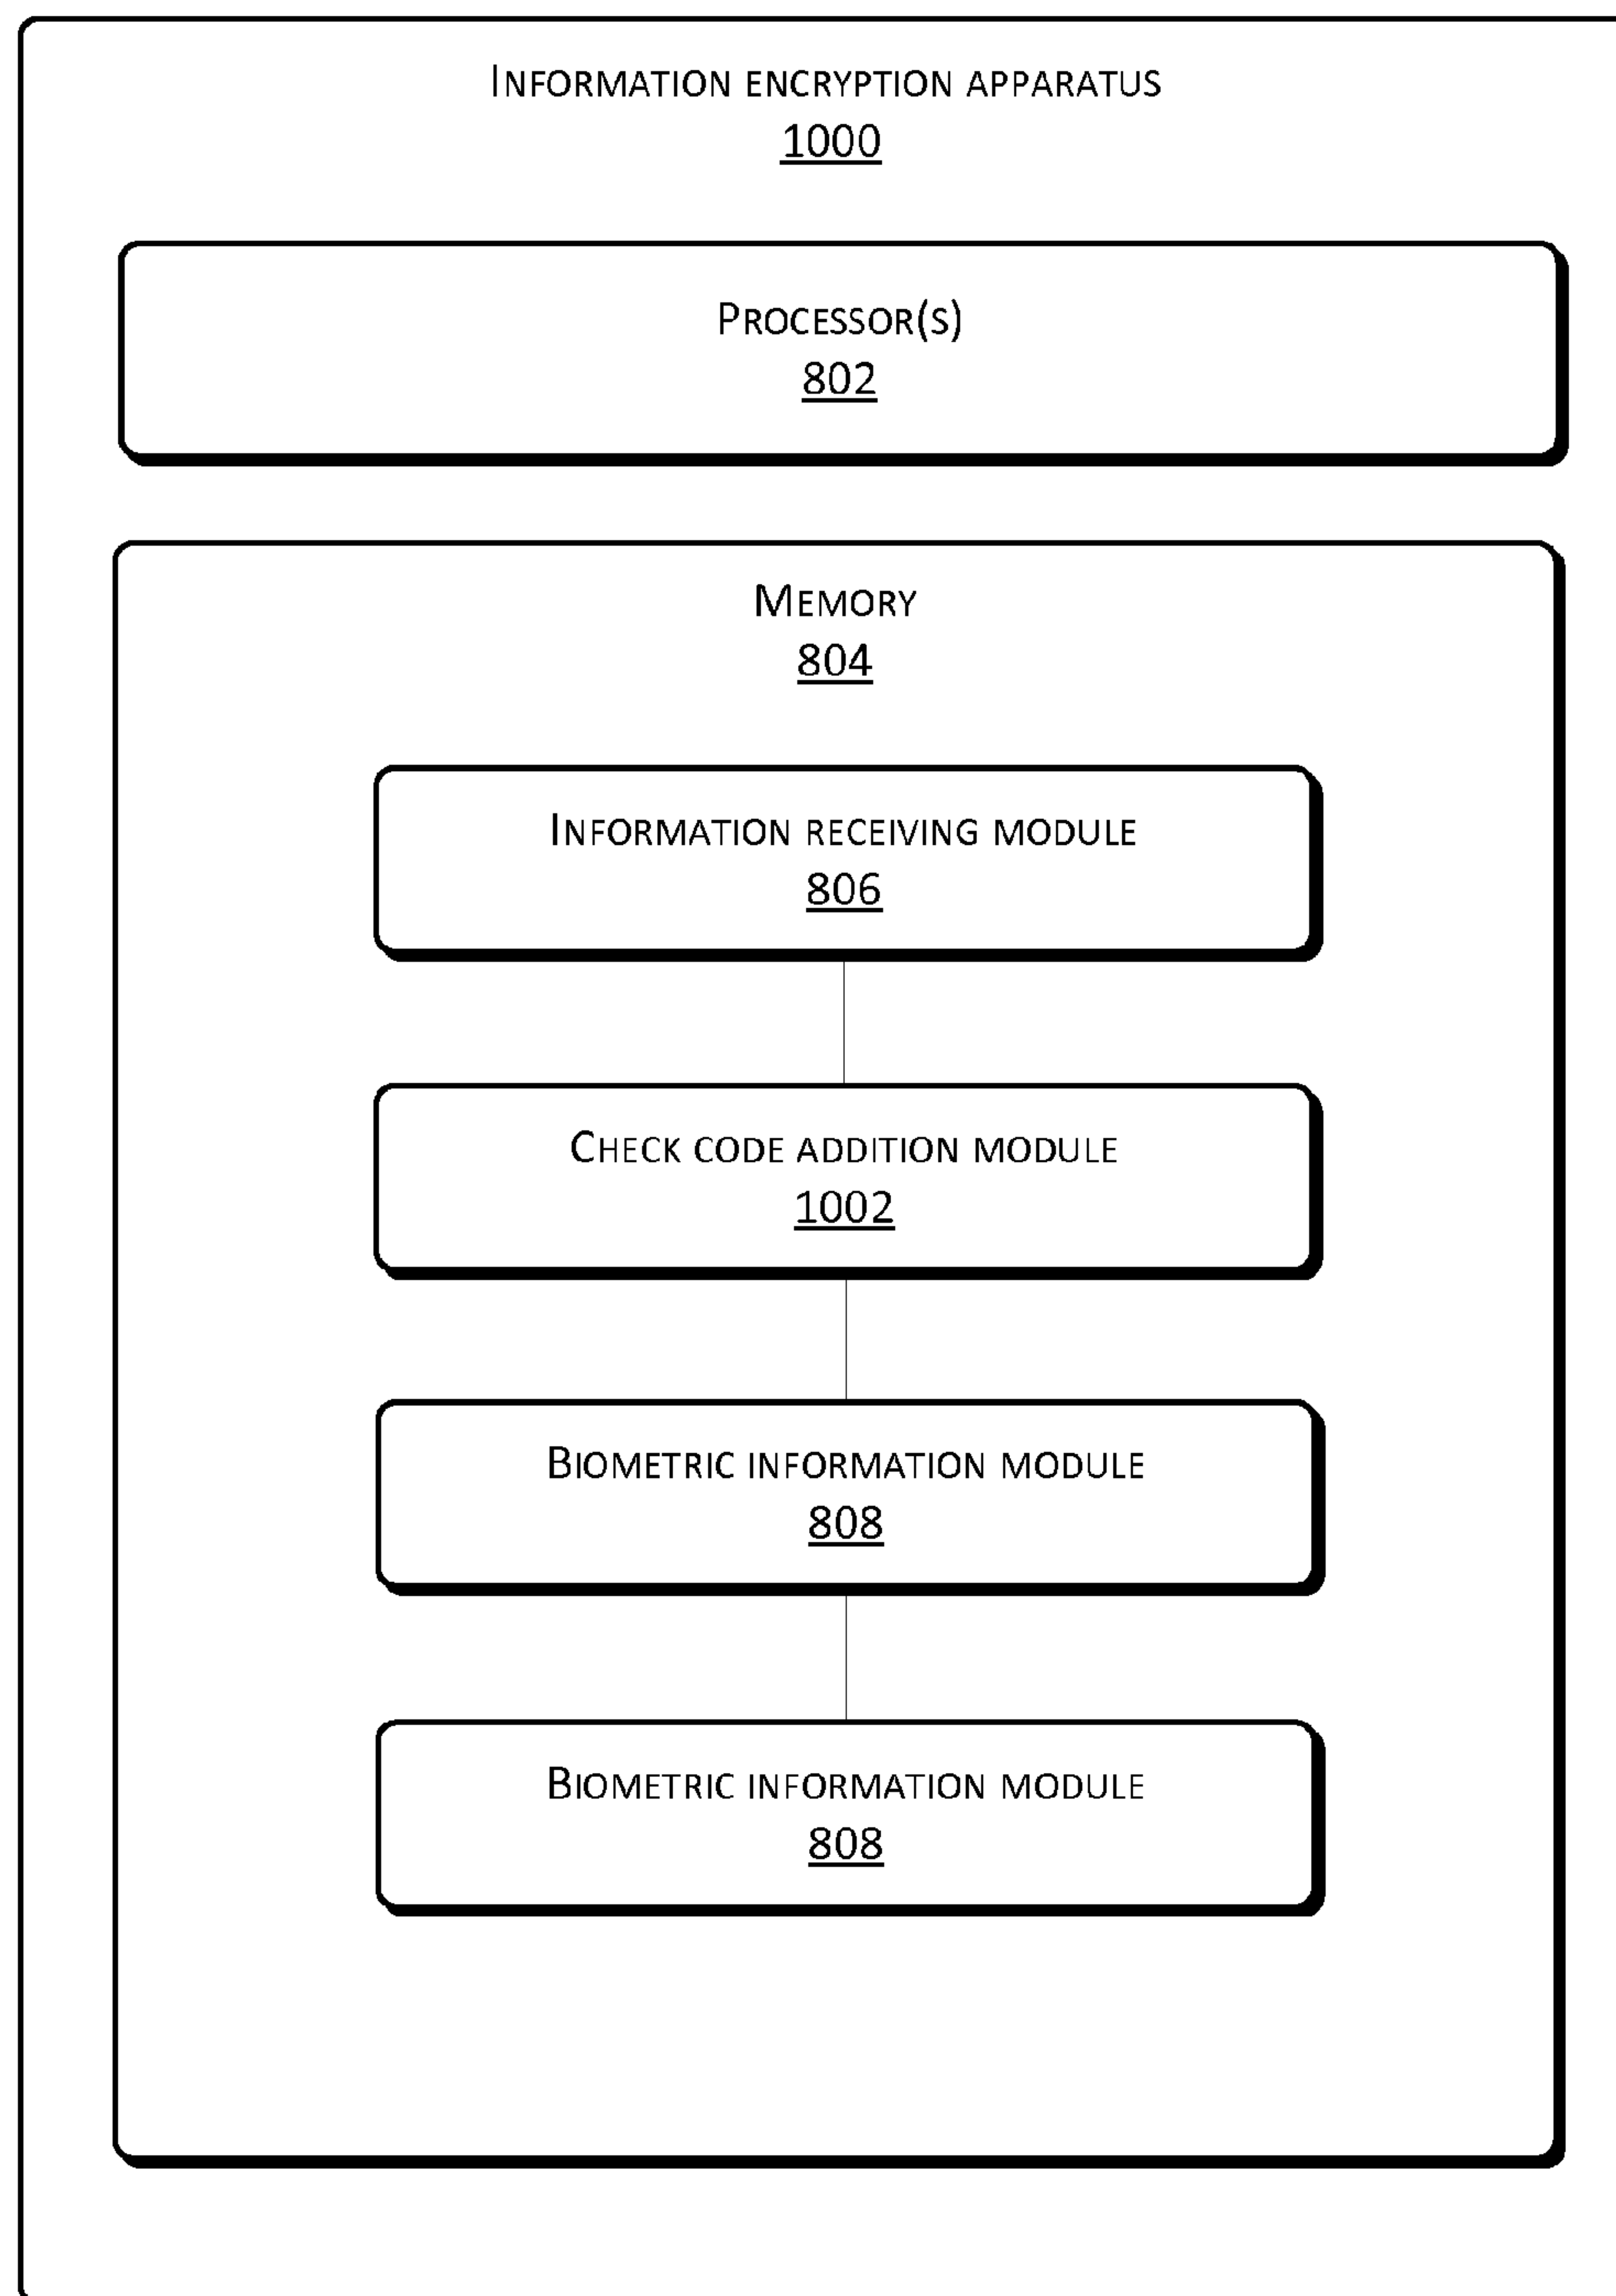 INFORMATION ENCRYPTION APPARATUS
1000
PROCESSOR(S)
802
MEMORY
804
INFORMATION RECEIVING MODULE
806
CHECK CODE ADDITION MODULE
1002
BIOMETRIC INFORMATION MODULE
808
BIOMETRIC INFORMATION MODULE
808